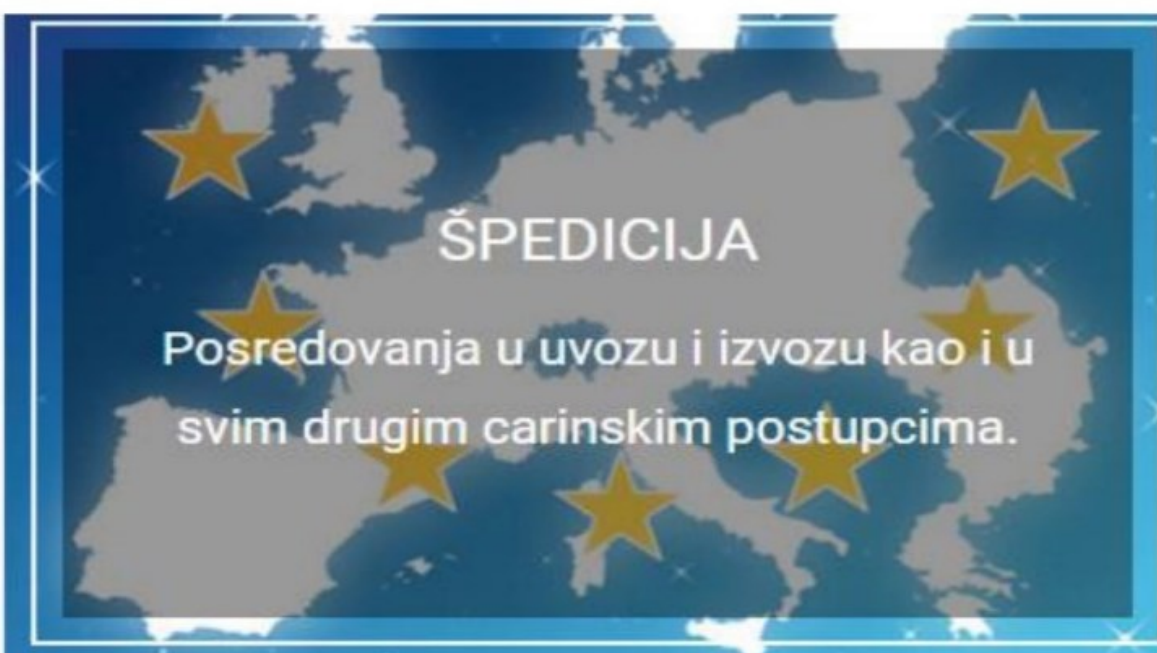 ŠPEDICIJA
Posredovanja u uvozu i izvozu kao i u
svim drugim carinskim postupcima.